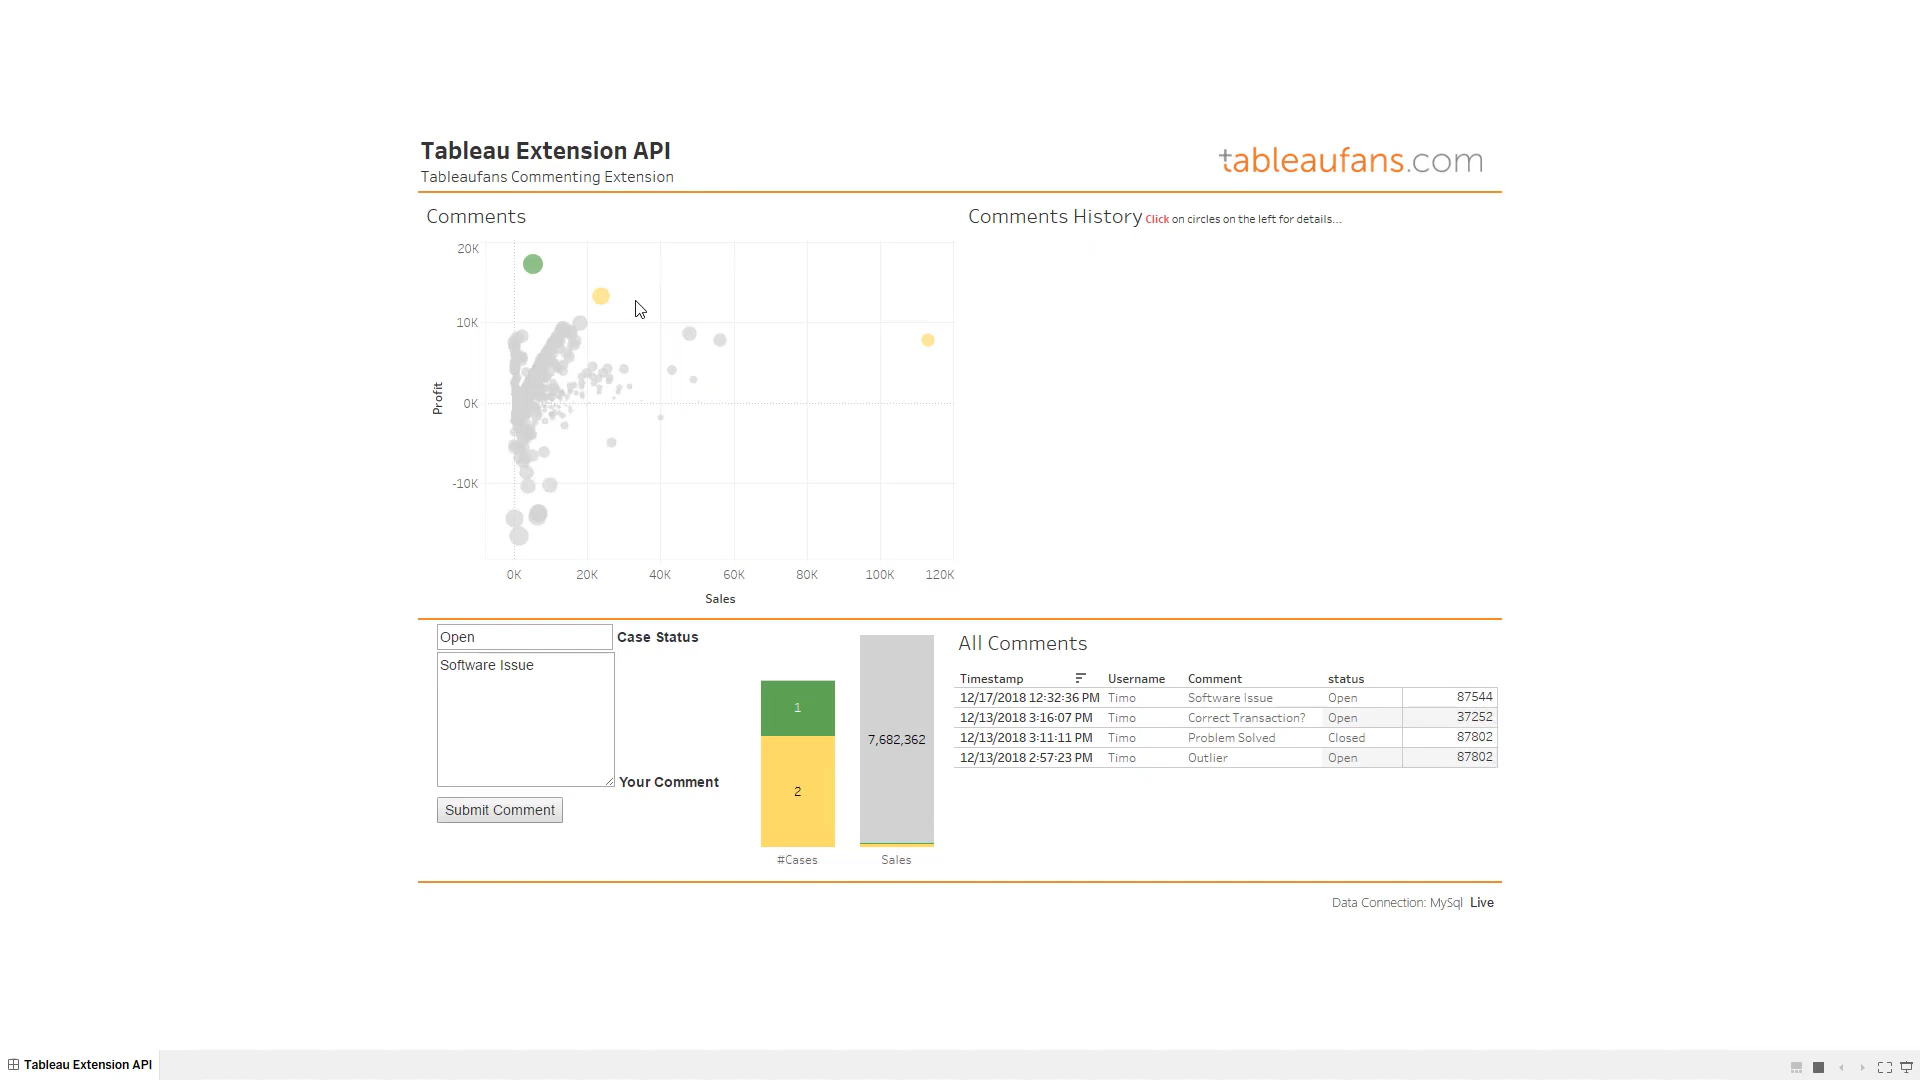 Tableau Extension API
Tableaufans Commenting Extension
tableaufans.com
Comments
Comments History Click on circles on the left for details...
20K
10K
0K
-10K
Profit
0K 20K 40K 60K 80K 100K 120K
Sales
Open Case Status
Software Issue
Your Comment
Submit Comment
1
2
7,682,362
#Cases Sales
All Comments
Timestamp Username Comment status
12/17/2018 12:32:36 PM Timo Software Issue Open 87544
12/13/2018 3:16:07 PM Timo Correct Transaction? Open 37252
12/13/2018 3:11:11 PM Timo Problem Solved Closed 87802
12/13/2018 2:57:23 PM Timo Outlier Open 87802
Data Connection: MySql Live
Tableau Extension API